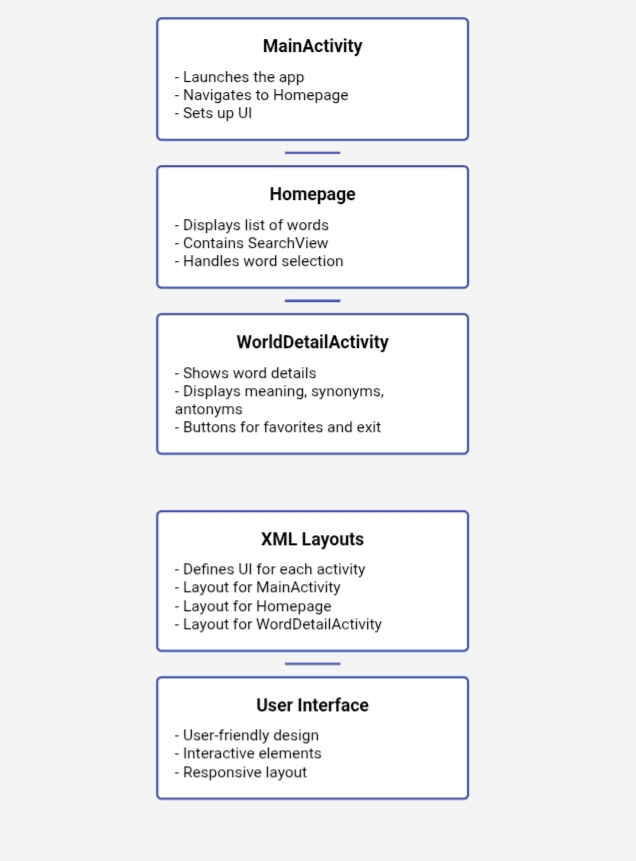 MainActivity
- Launches the app
- Navigates to Homepage
- Sets up UI
Homepage
- Displays list of words
- Contains SearchView
- Handles word selection
WorldDetailActivity
- Shows word details
- Displays meaning, synonyms,
antonyms
- Buttons for favorites and exit
XML Layouts
- Defines UI for each activity
- Layout for MainActivity
- Layout for Homepage
- Layout for WordDetailActivity
User Interface
- User-friendly design
- Interactive elements
- Responsive layout